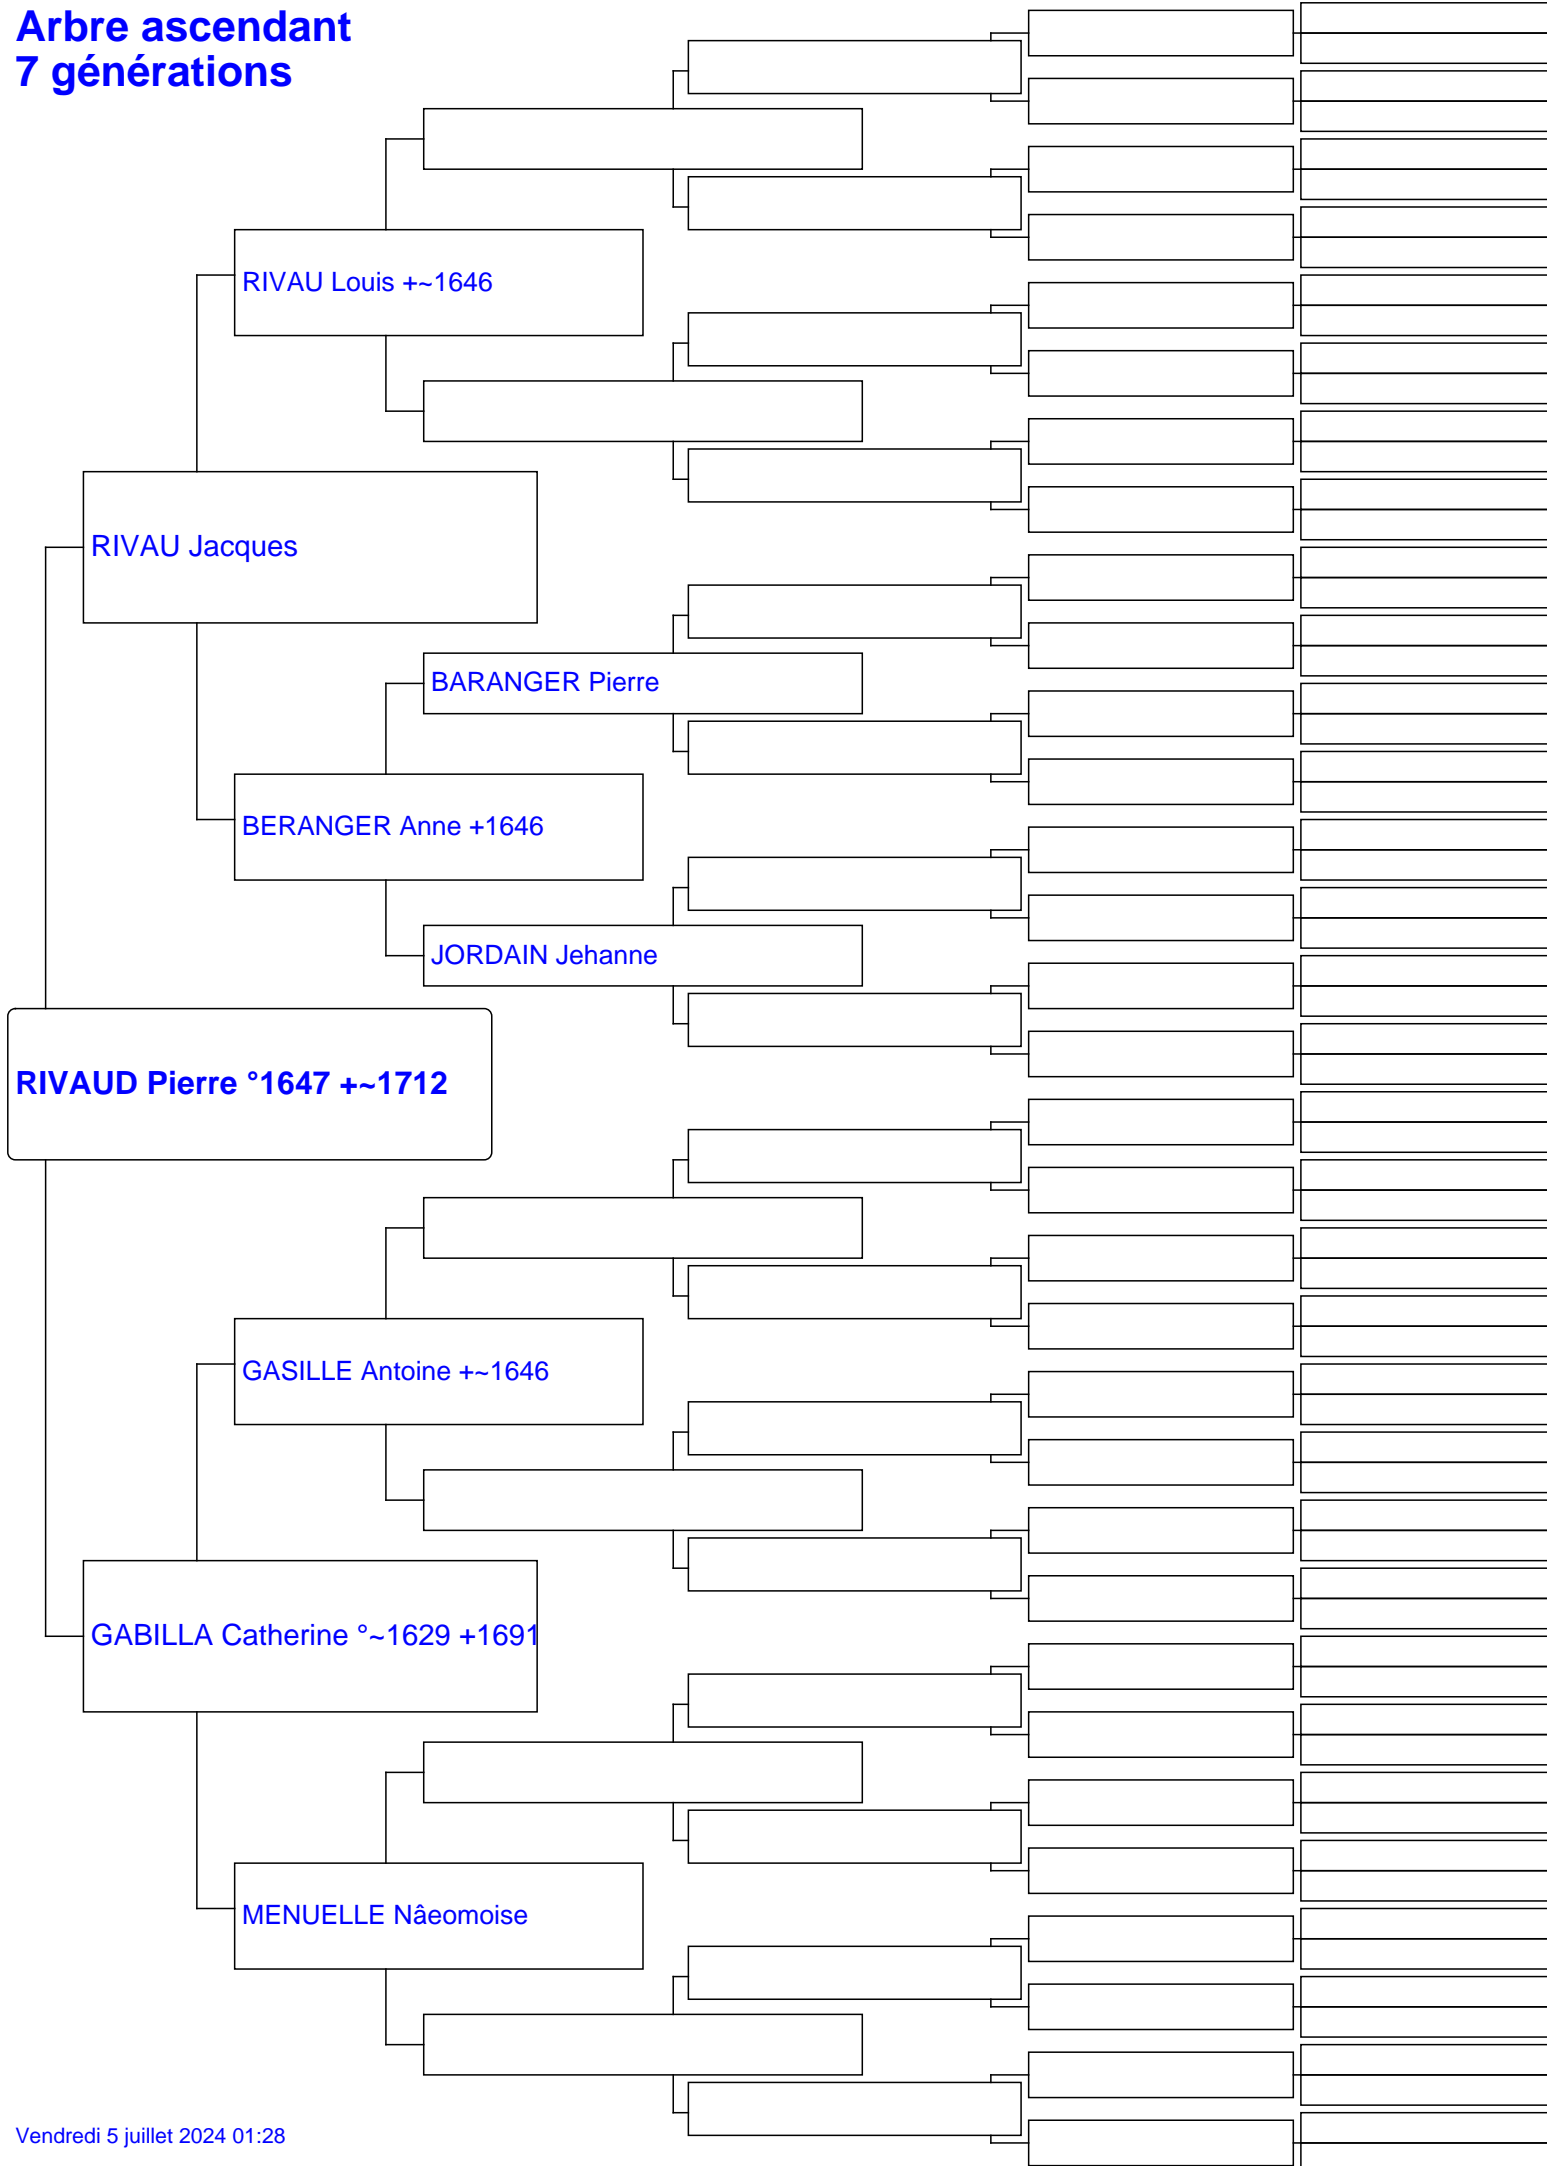 Arbre ascendant
7 générations
RIVAU Louis +~1646
RIVAU Jacques
BARANGER Pierre
BERANGER Anne +1646
JORDAIN Jehanne
RIVAUD Pierre °1647 +~1712
GASILLE Antoine +~1646
GABILLA Catherine °~1629 +1691
MENUELLE Nâeomoise
Vendredi 5 juillet 2024 01:28